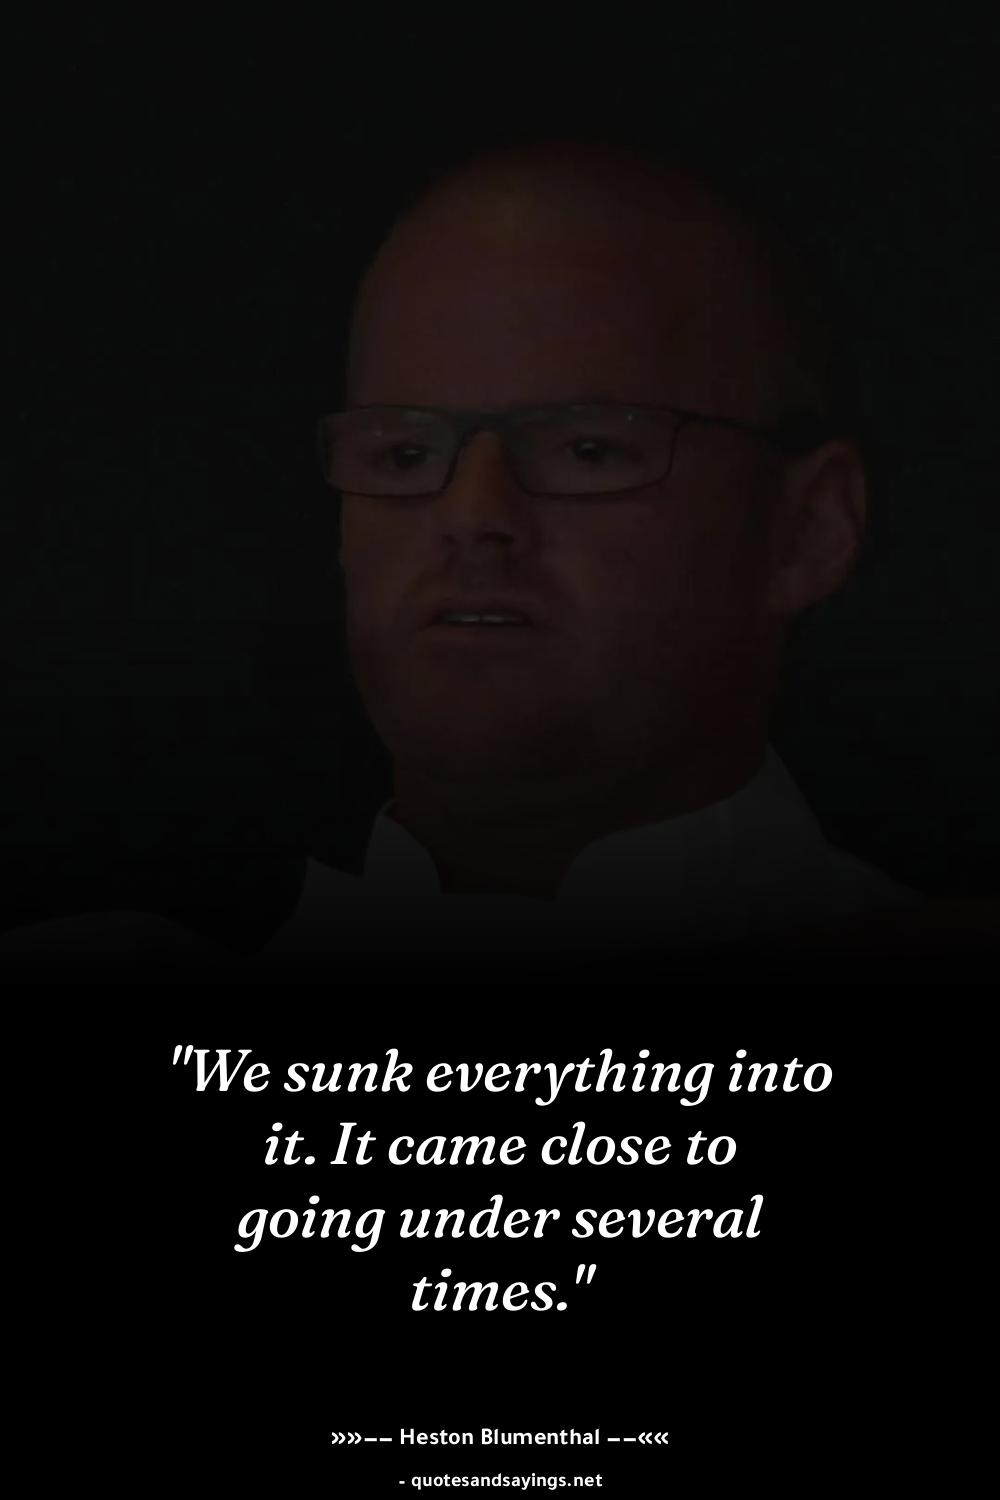 "We sunk everything into
it. It came close to
going under several
times."
»»–– Heston Blumenthal ––««
- quotesandsayings.net